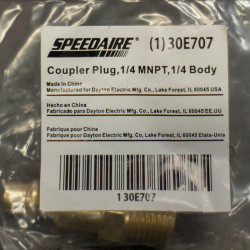 SPEEDAIRE (1)30E707
Coupler Plug,1/4 MNPT,1/4 Body
Made in China
Manufactured for Dayton Electric Mfg. Co., Lake Forest, IL 60045 USA
Hecho en China
Fabricado para Dayton Electric Mfg. Co., Lake Forest, IL 60045 EE.UU
Fabriqué pour China
Fabriqué pour Dayton Electric Mfg. Co., Lake Forest, IL 60045 Etats-Unis
1 30E707